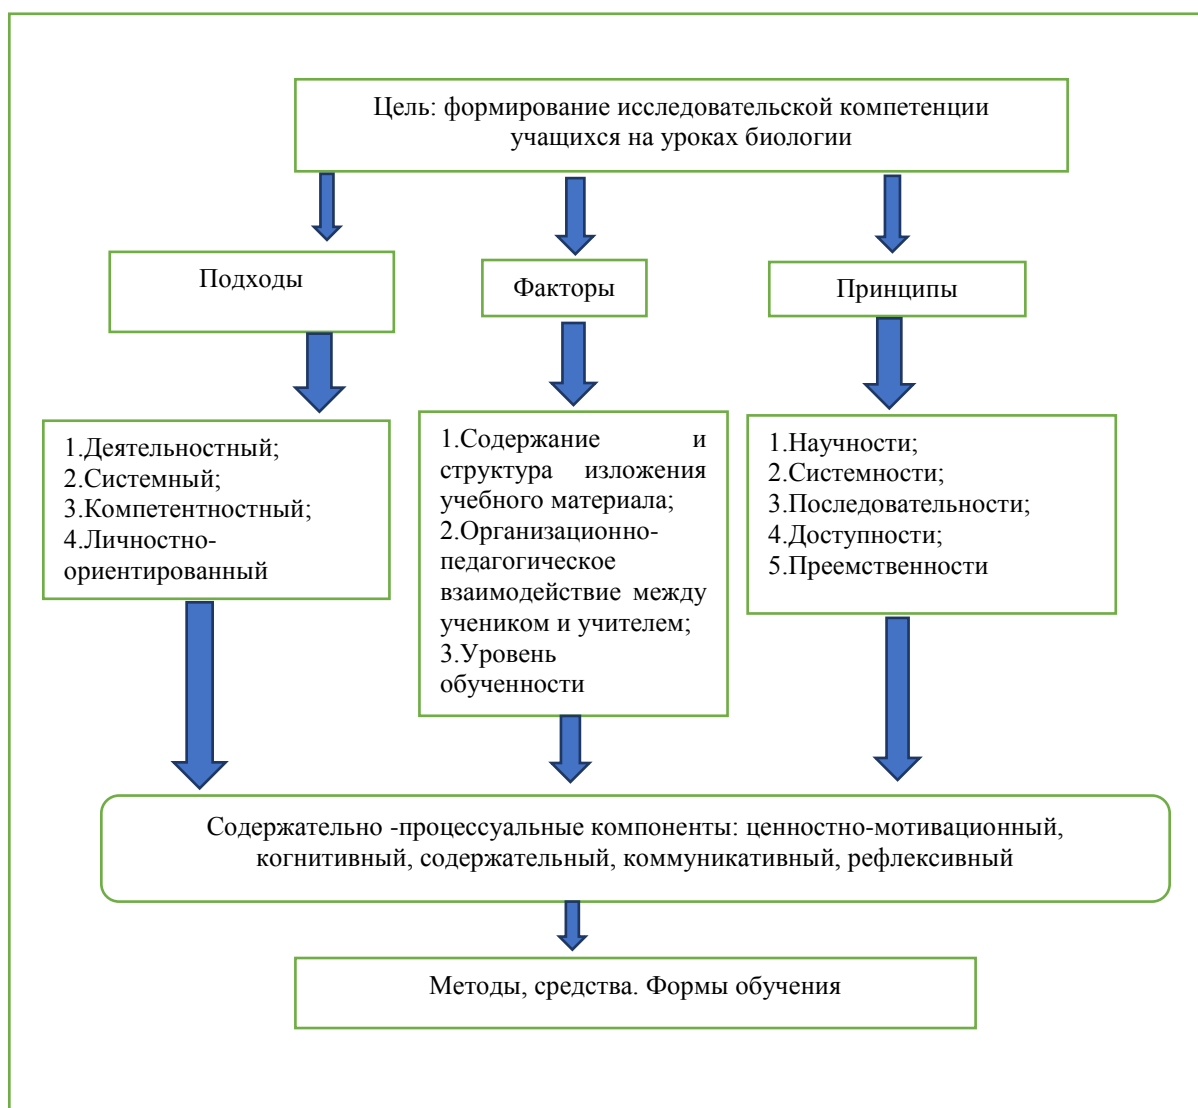 Цель: формирование исследовательской компетенции
учащихся на уроках биологии
Подходы
Факторы
Принципы
1.Деятельностный;
2.Системный;
3.Компетентностный;
4.Личностно-
ориентированный
1.Содержание и
структура изложения
учебного материала;
2.Организационно-
педагогическое
взаимодействие между
учеником и учителем;
3.Уровень
обученности
1.Научности;
2.Системности;
3.Последовательности;
4.Доступности;
5.Преемственности
Содержательно -процессуальные компоненты: ценностно-мотивационный,
когнитивный, содержательный, коммуникативный, рефлексивный
Методы, средства. Формы обучения